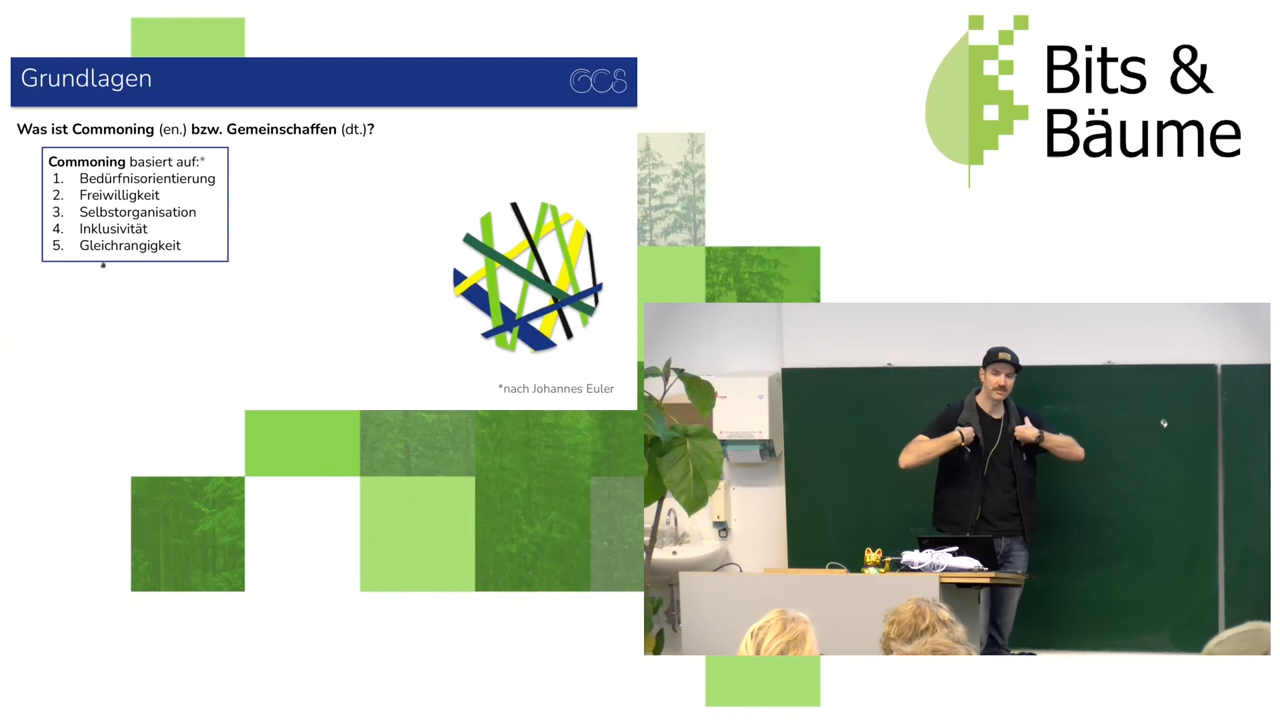 Grundlagen
GCS
Was ist Commoning (en.) bzw. Gemeinschaffen (dt.)?
Commoning basiert auf:*
1. Bedürfnisorientierung
2. Freiwilligkeit
3. Selbstorganisation
4. Inklusivität
5. Gleichrangigkeit
*nach Johannes Euler
Bits &
Bäume